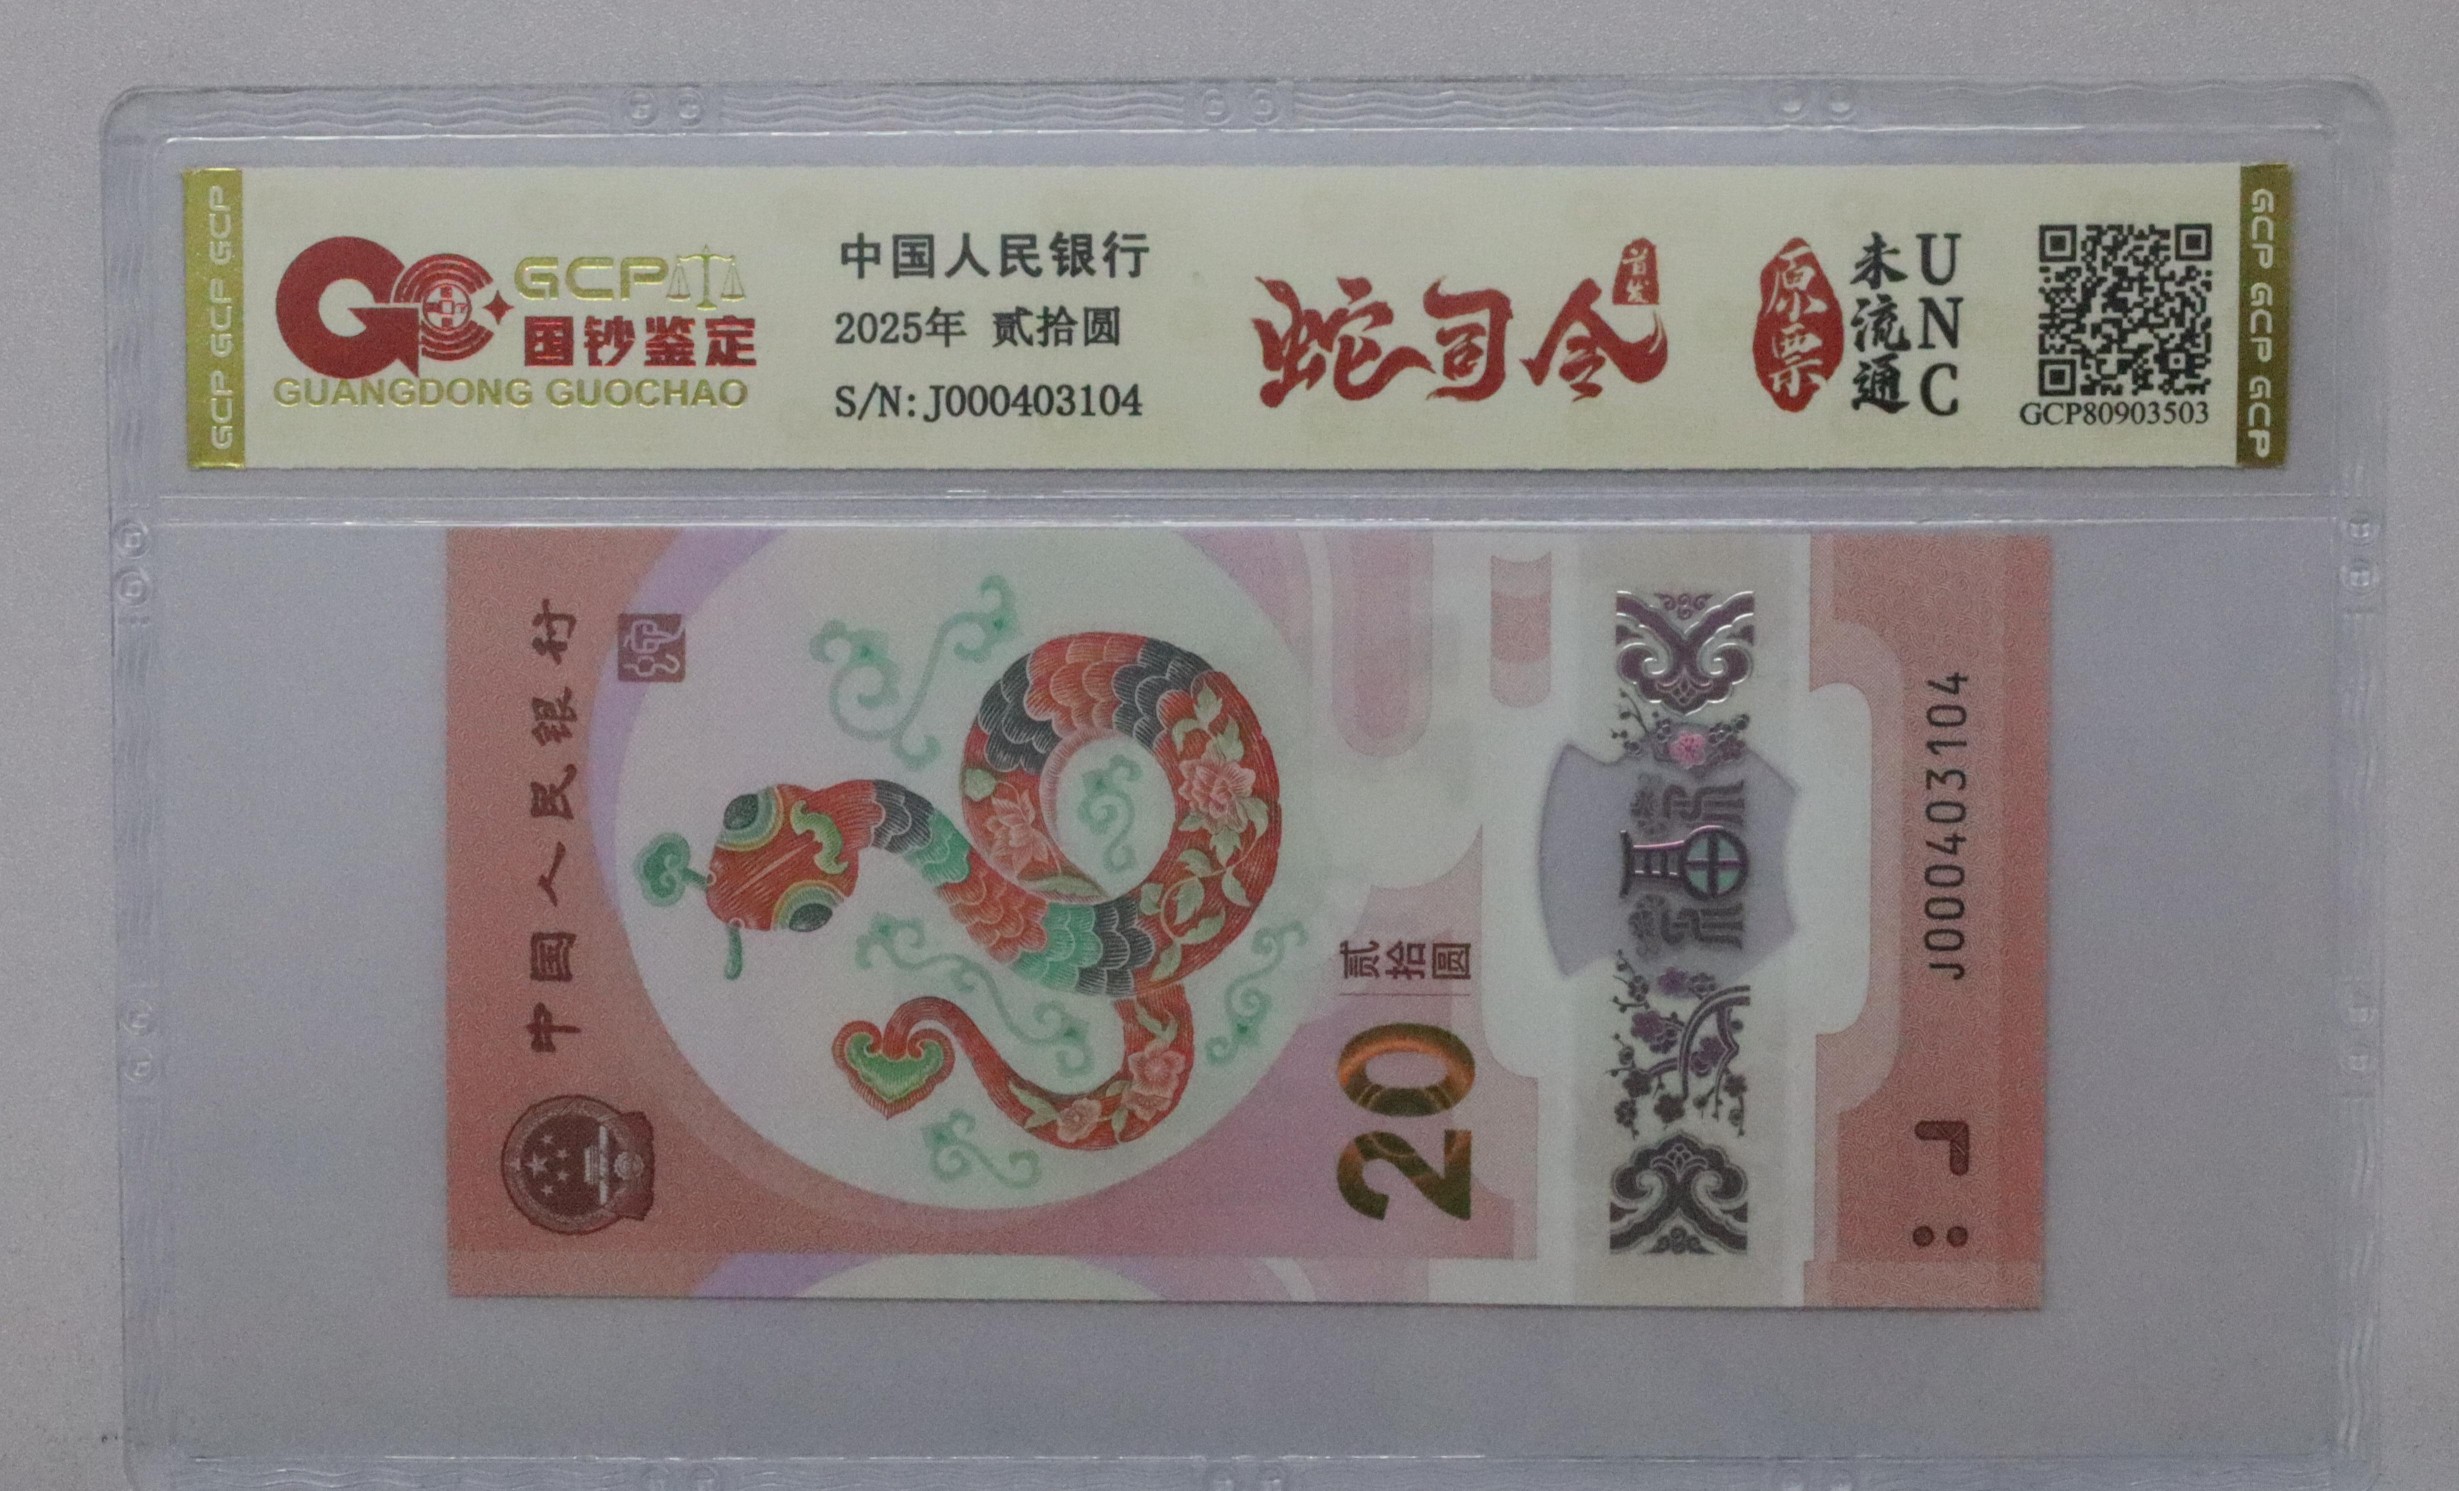 GCP GCP GCP
GCP
国钞鉴定
GUANGDONG GUOCHAO
中国人民银行
2025年 贰拾圆
S/N:J000403104
蛇司令
首发
原票
未流通
UNC
GCP80903503
GCP GCP GCP
中国人民银行
贰拾圆
20
福
J000403104